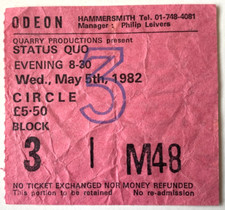 ODEON HAMMERSMITH Tel. 01-748-4081
Manager: Philip Leivers
QUARRY PRODUCTIONS present
STATUS QUO
EVENING 8-30
Wed., May 5th, 1982
CIRCLE
£5·50
BLOCK
3 | M48
3
NO TICKET EXCHANGED NOR MONEY REFUNDED
This portion to be retained No re-admission